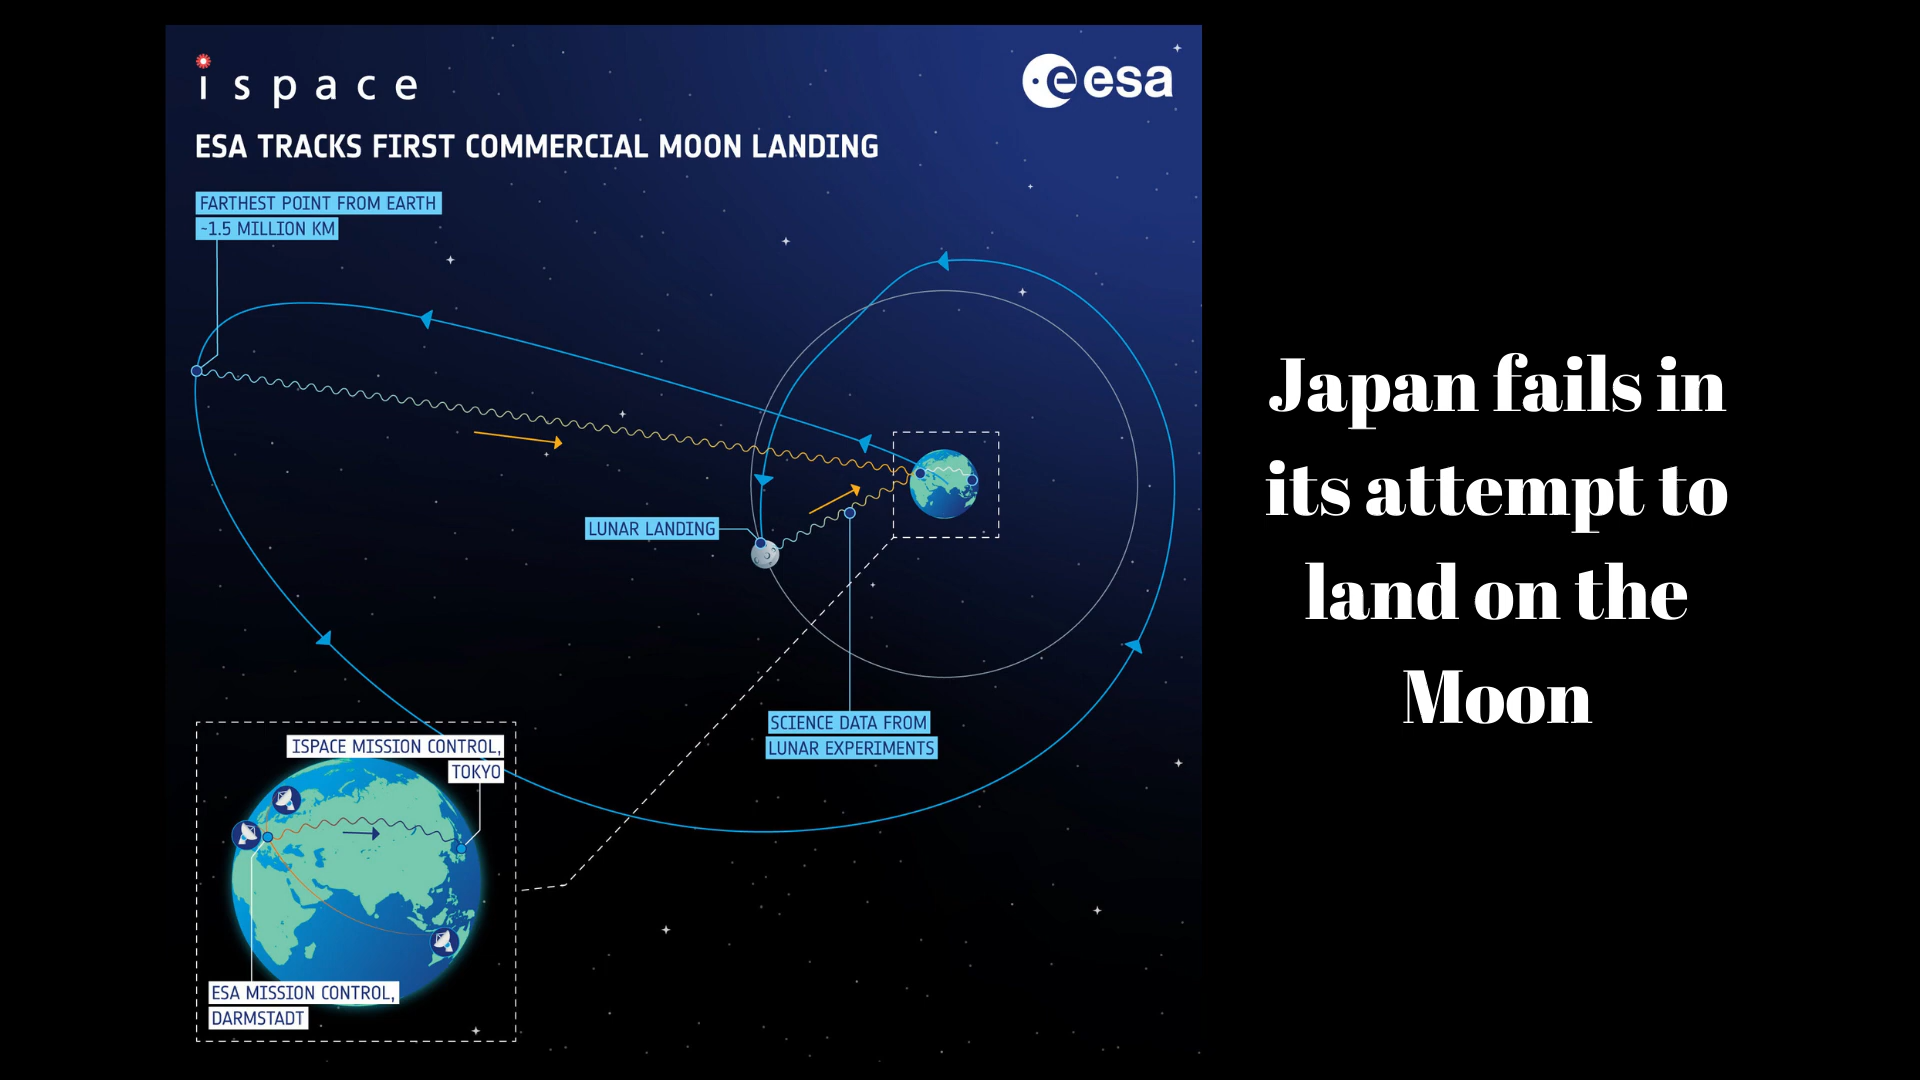 ispace
esa
ESA TRACKS FIRST COMMERCIAL MOON LANDING
FARTHEST POINT FROM EARTH
~1.5 MILLION KM
LUNAR LANDING
SCIENCE DATA FROM
LUNAR EXPERIMENTS
ISPACE MISSION CONTROL,
TOKYO
ESA MISSION CONTROL,
DARMSTADT
Japan fails in
its attempt to
land on the
Moon